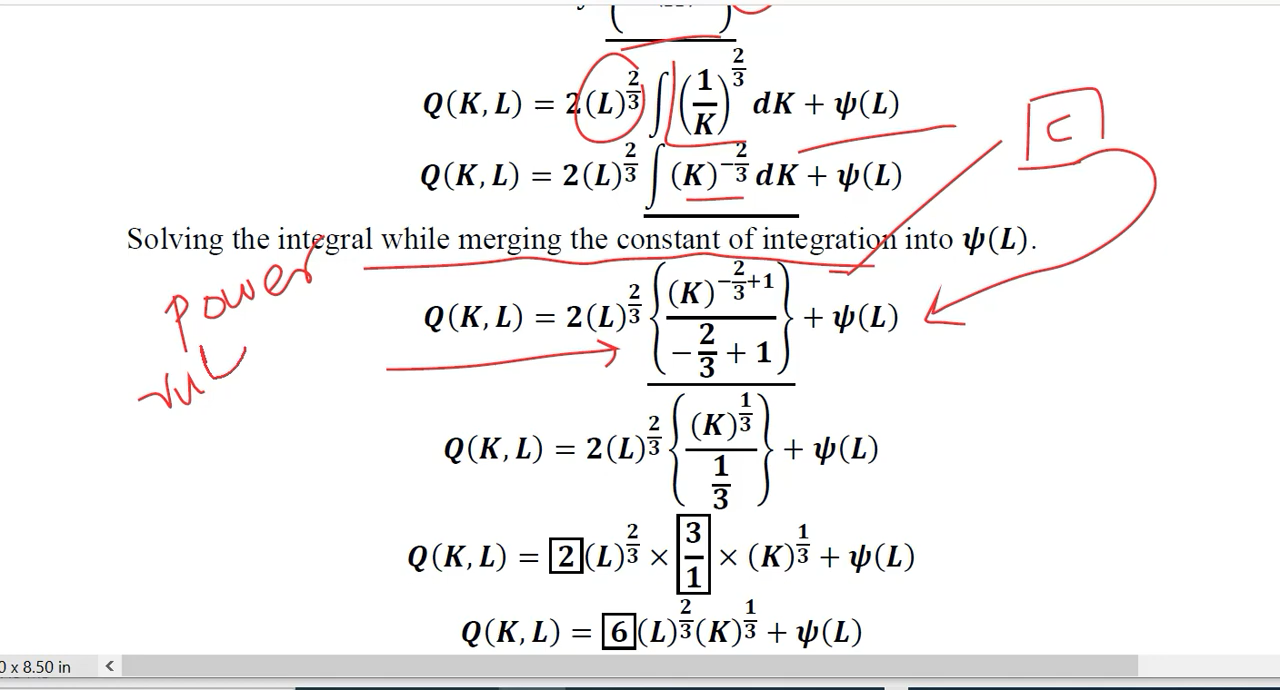 Q(K, L) = 2(L)^{2/3} ∫ (1/K)^{2/3} dK + ψ(L)
C
Q(K, L) = 2(L)^{2/3} ∫ (K)^{-2/3} dK + ψ(L)
Solving the integral while merging the constant of integration into ψ(L).
Power
Q(K, L) = 2(L)^{2/3} {(K)^{-2/3+1} / (-2/3 + 1)} + ψ(L)
rul
Q(K, L) = 2(L)^{2/3} {(K)^{1/3} / (1/3)} + ψ(L)
Q(K, L) = 2(L)^{2/3} × 3/1 × (K)^{1/3} + ψ(L)
Q(K, L) = 6(L)^{2/3}(K)^{1/3} + ψ(L)
0 x 8.50 in <